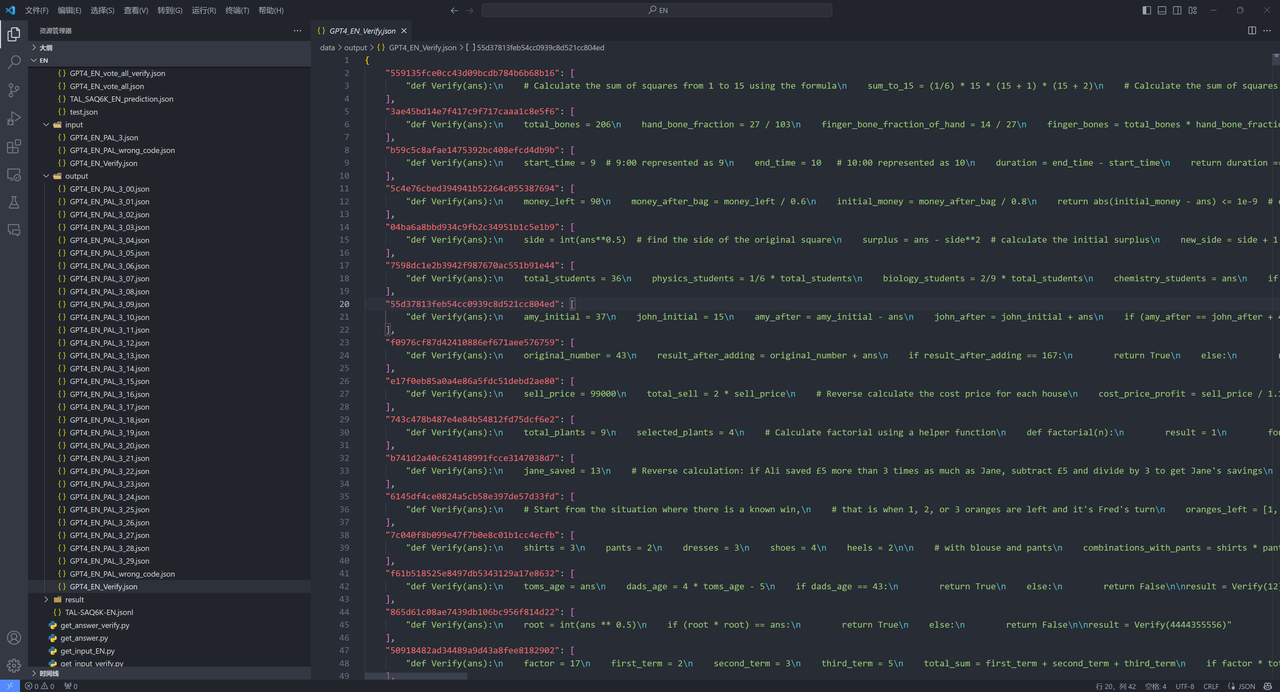 文件(F) 编辑(E) 选择(S) 查看(V) 转到(G) 运行(R) 终端(T) 帮助(H)
EN
资源管理器
大纲
EN
GPT4_EN_vote_all_verify.json
GPT4_EN_vote_all.json
TAL_SAQ6K-EN_prediction.json
test.json
input
GPT4_EN_PAL_3.json
GPT4_EN_PAL_wrong_code.json
GPT4_EN_Verify.json
output
GPT4_EN_PAL_3_00.json
GPT4_EN_PAL_3_01.json
GPT4_EN_PAL_3_02.json
GPT4_EN_PAL_3_03.json
GPT4_EN_PAL_3_04.json
GPT4_EN_PAL_3_05.json
GPT4_EN_PAL_3_06.json
GPT4_EN_PAL_3_07.json
GPT4_EN_PAL_3_08.json
GPT4_EN_PAL_3_09.json
GPT4_EN_PAL_3_10.json
GPT4_EN_PAL_3_11.json
GPT4_EN_PAL_3_12.json
GPT4_EN_PAL_3_13.json
GPT4_EN_PAL_3_14.json
GPT4_EN_PAL_3_15.json
GPT4_EN_PAL_3_16.json
GPT4_EN_PAL_3_17.json
GPT4_EN_PAL_3_18.json
GPT4_EN_PAL_3_19.json
GPT4_EN_PAL_3_20.json
GPT4_EN_PAL_3_21.json
GPT4_EN_PAL_3_22.json
GPT4_EN_PAL_3_23.json
GPT4_EN_PAL_3_24.json
GPT4_EN_PAL_3_25.json
GPT4_EN_PAL_3_26.json
GPT4_EN_PAL_3_27.json
GPT4_EN_PAL_3_28.json
GPT4_EN_PAL_3_29.json
GPT4_EN_PAL_wrong_code.json
GPT4_EN_Verify.json
result
TAL-SAQ6K-EN.jsonl
get_answer_verify.py
get_answer.py
get_input_EN.py
get_input_verify.py
时间线
{} GPT4_EN_Verify.json
data > output > {} GPT4_EN_Verify.json > [ ] 55d37813feb54cc0939c8d521cc804ed
1 {
2 "559135fce0cc43d09bcdb784b6b68b16": [
3 "def Verify(ans):\n    # Calculate the sum of squares from 1 to 15 using the formula\n    sum_to_15 = (1/6) * 15 * (15 + 1) * (15 + 2)\n    # Calculate the sum of squares
4 ],
5 "3ae45bd14e7f417c9f717caaa1c8e5f6": [
6 "def Verify(ans):\n    total_bones = 206\n    hand_bone_fraction = 27 / 103\n    finger_bone_fraction_of_hand = 14 / 27\n    finger_bones = total_bones * hand_bone_fractio
7 ],
8 "b59c5c8afae1475392bc408efcd4db9b": [
9 "def Verify(ans):\n    start_time = 9  # 9:00 represented as 9\n    end_time = 10  # 10:00 represented as 10\n    duration = end_time - start_time\n    return duration =
10 ],
11 "5c4e76cbed394941b52264c055387694": [
12 "def Verify(ans):\n    money_left = 90\n    money_after_bag = money_left / 0.6\n    initial_money = money_after_bag / 0.8\n    return abs(initial_money - ans) <= 1e-9  #
13 ],
14 "04ba6a8bbd934c9fb2c34951b1c5e1b9": [
15 "def Verify(ans):\n    side = int(ans**0.5)  # find the side of the original square\n    surplus = ans - side**2  # calculate the initial surplus\n    new_side = side + 1
16 ],
17 "7598dc1e2b3942f987670ac551b91e44": [
18 "def Verify(ans):\n    total_students = 36\n    physics_students = 1/6 * total_students\n    biology_students = 2/9 * total_students\n    chemistry_students = ans\n    if
19 ],
20 "55d37813feb54cc0939c8d521cc804ed": [
21 "def Verify(ans):\n    amy_initial = 37\n    john_initial = 15\n    amy_after = amy_initial - ans\n    john_after = john_initial + ans\n    if (amy_after == john_after +
22 ],
23 "f0976cf87d42410886ef671aee576759": [
24 "def Verify(ans):\n    original_number = 43\n    result_after_adding = original_number + ans\n    if result_after_adding == 167:\n        return True\n    else:\n
25 ],
26 "e17f0eb85a0a4e86a5fdc51debd2ae80": [
27 "def Verify(ans):\n    sell_price = 99000\n    total_sell = 2 * sell_price\n    # Reverse calculate the cost price for each house\n    cost_price_profit = sell_price / 1.
28 ],
29 "743c478b487e4e84b54812fd75dcf6e2": [
30 "def Verify(ans):\n    total_plants = 9\n    selected_plants = 4\n    # Calculate factorial using a helper function\n    def factorial(n):\n        result = 1\n        fo
31 ],
32 "b741d2a40c624148991fcce3147038d7": [
33 "def Verify(ans):\n    jane_saved = 13\n    # Reverse calculation: if Ali saved £5 more than 3 times as much as Jane, subtract £5 and divide by 3 to get Jane's savings\n
34 ],
35 "6145df4ce0824a5cb58e397de57d33fd": [
36 "def Verify(ans):\n    # Start from the situation where there is a known win,\n    # that is when 1, 2, or 3 oranges are left and it's Fred's turn\n    oranges_left = [1,
37 ],
38 "7c040f8b099e47f7b0e8c01b1cc4ecfb": [
39 "def Verify(ans):\n    shirts = 3\n    pants = 2\n    dresses = 3\n    shoes = 4\n    heels = 2\n\n    # with blouse and pants\n    combinations_with_pants = shirts * pan
40 ],
41 "f61b518525e8497db5343129a17e8632": [
42 "def Verify(ans):\n    toms_age = ans\n    dads_age = 4 * toms_age - 5\n    if dads_age == 43:\n        return True\n    else:\n        return False\n\nresult = Verify(12
43 ],
44 "865d61c08ae7439db106bc956f814d22": [
45 "def Verify(ans):\n    root = int(ans ** 0.5)\n    if (root * root) == ans:\n        return True\n    else:\n        return False\n\nresult = Verify(4444355556)"
46 ],
47 "50918482ad34489a9d43a8fee8182902": [
48 "def Verify(ans):\n    factor = 17\n    first_term = 2\n    second_term = 3\n    third_term = 5\n    total_sum = first_term + second_term + third_term\n    if factor * to
49 ],
0 0 0
行 20，列 42 空格: 4 UTF-8 CRLF {} JSON